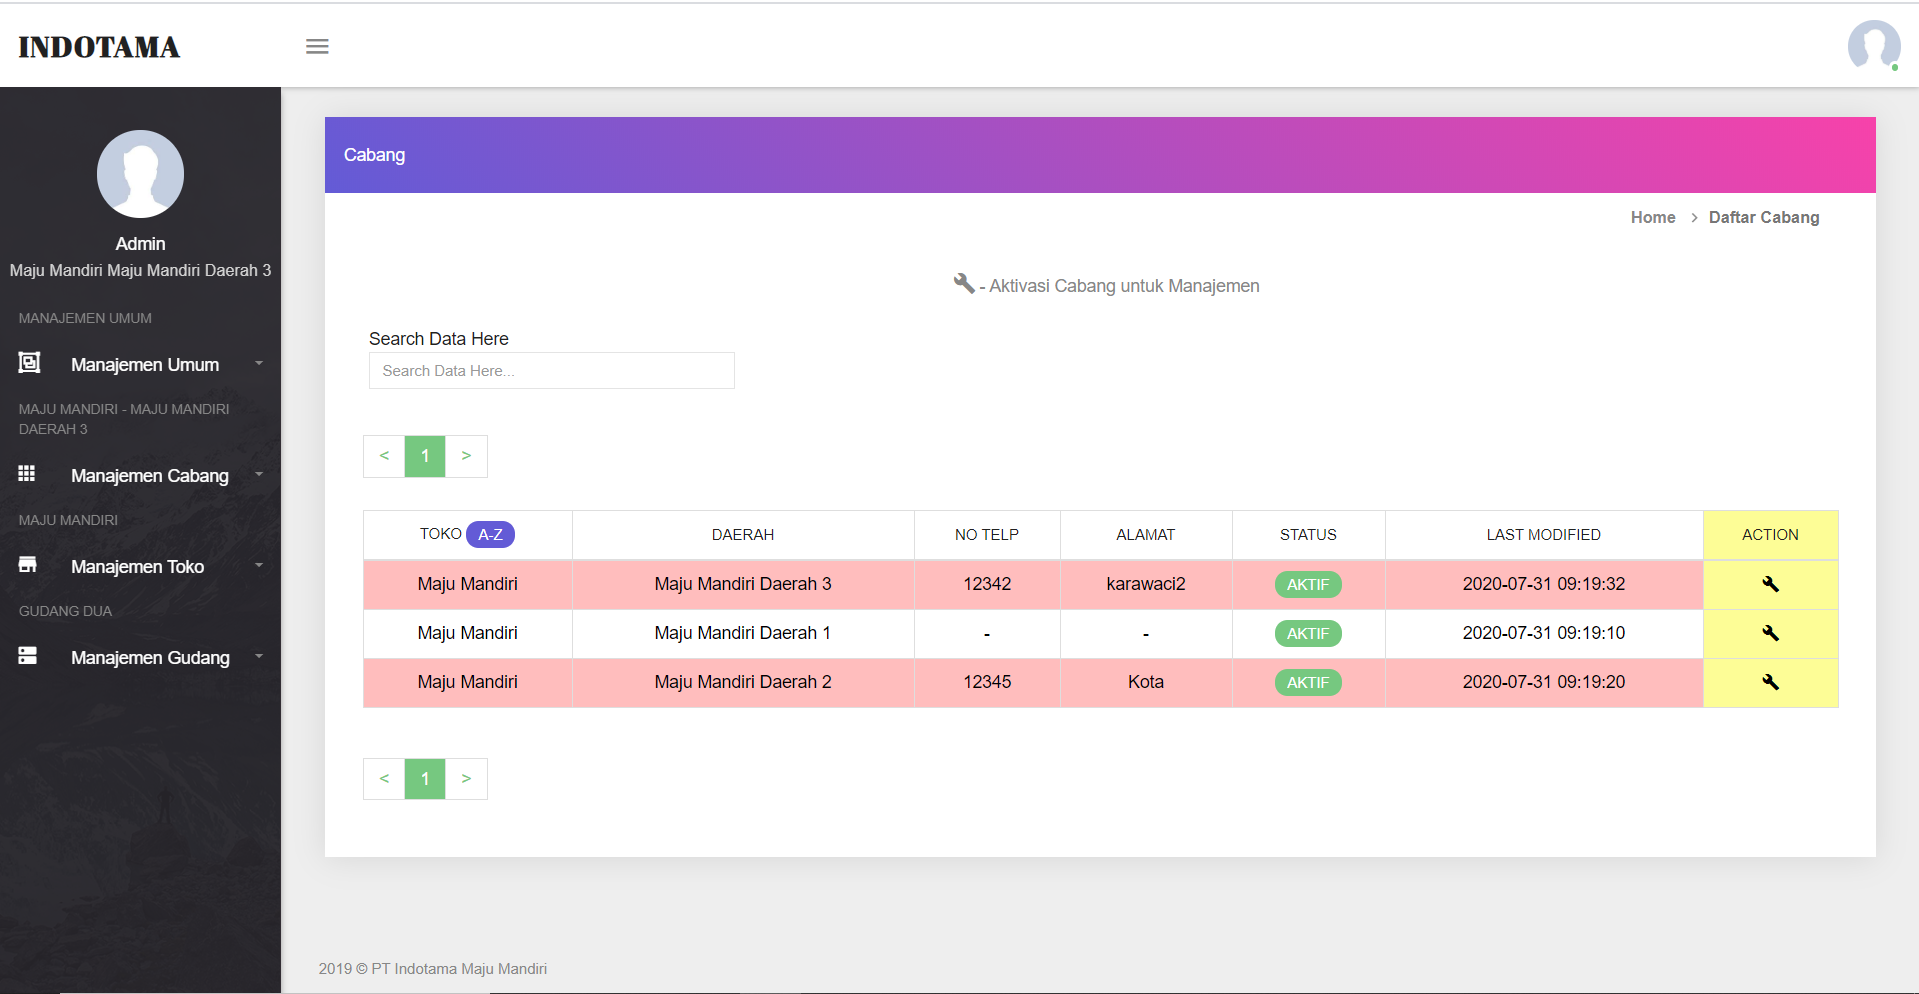 INDOTAMA
Admin
Maju Mandiri Maju Mandiri Daerah 3
MANAJEMEN UMUM
Manajemen Umum
MAJU MANDIRI - MAJU MANDIRI
DAERAH 3
Manajemen Cabang
MAJU MANDIRI
Manajemen Toko
GUDANG DUA
Manajemen Gudang
Cabang
Home > Daftar Cabang
- Aktivasi Cabang untuk Manajemen
Search Data Here
Search Data Here...
< 1 >
TOKO A-Z DAERAH NO TELP ALAMAT STATUS LAST MODIFIED ACTION
Maju Mandiri Maju Mandiri Daerah 3 12342 karawaci2 AKTIF 2020-07-31 09:19:32
Maju Mandiri Maju Mandiri Daerah 1 - - AKTIF 2020-07-31 09:19:10
Maju Mandiri Maju Mandiri Daerah 2 12345 Kota AKTIF 2020-07-31 09:19:20
< 1 >
2019 © PT Indotama Maju Mandiri